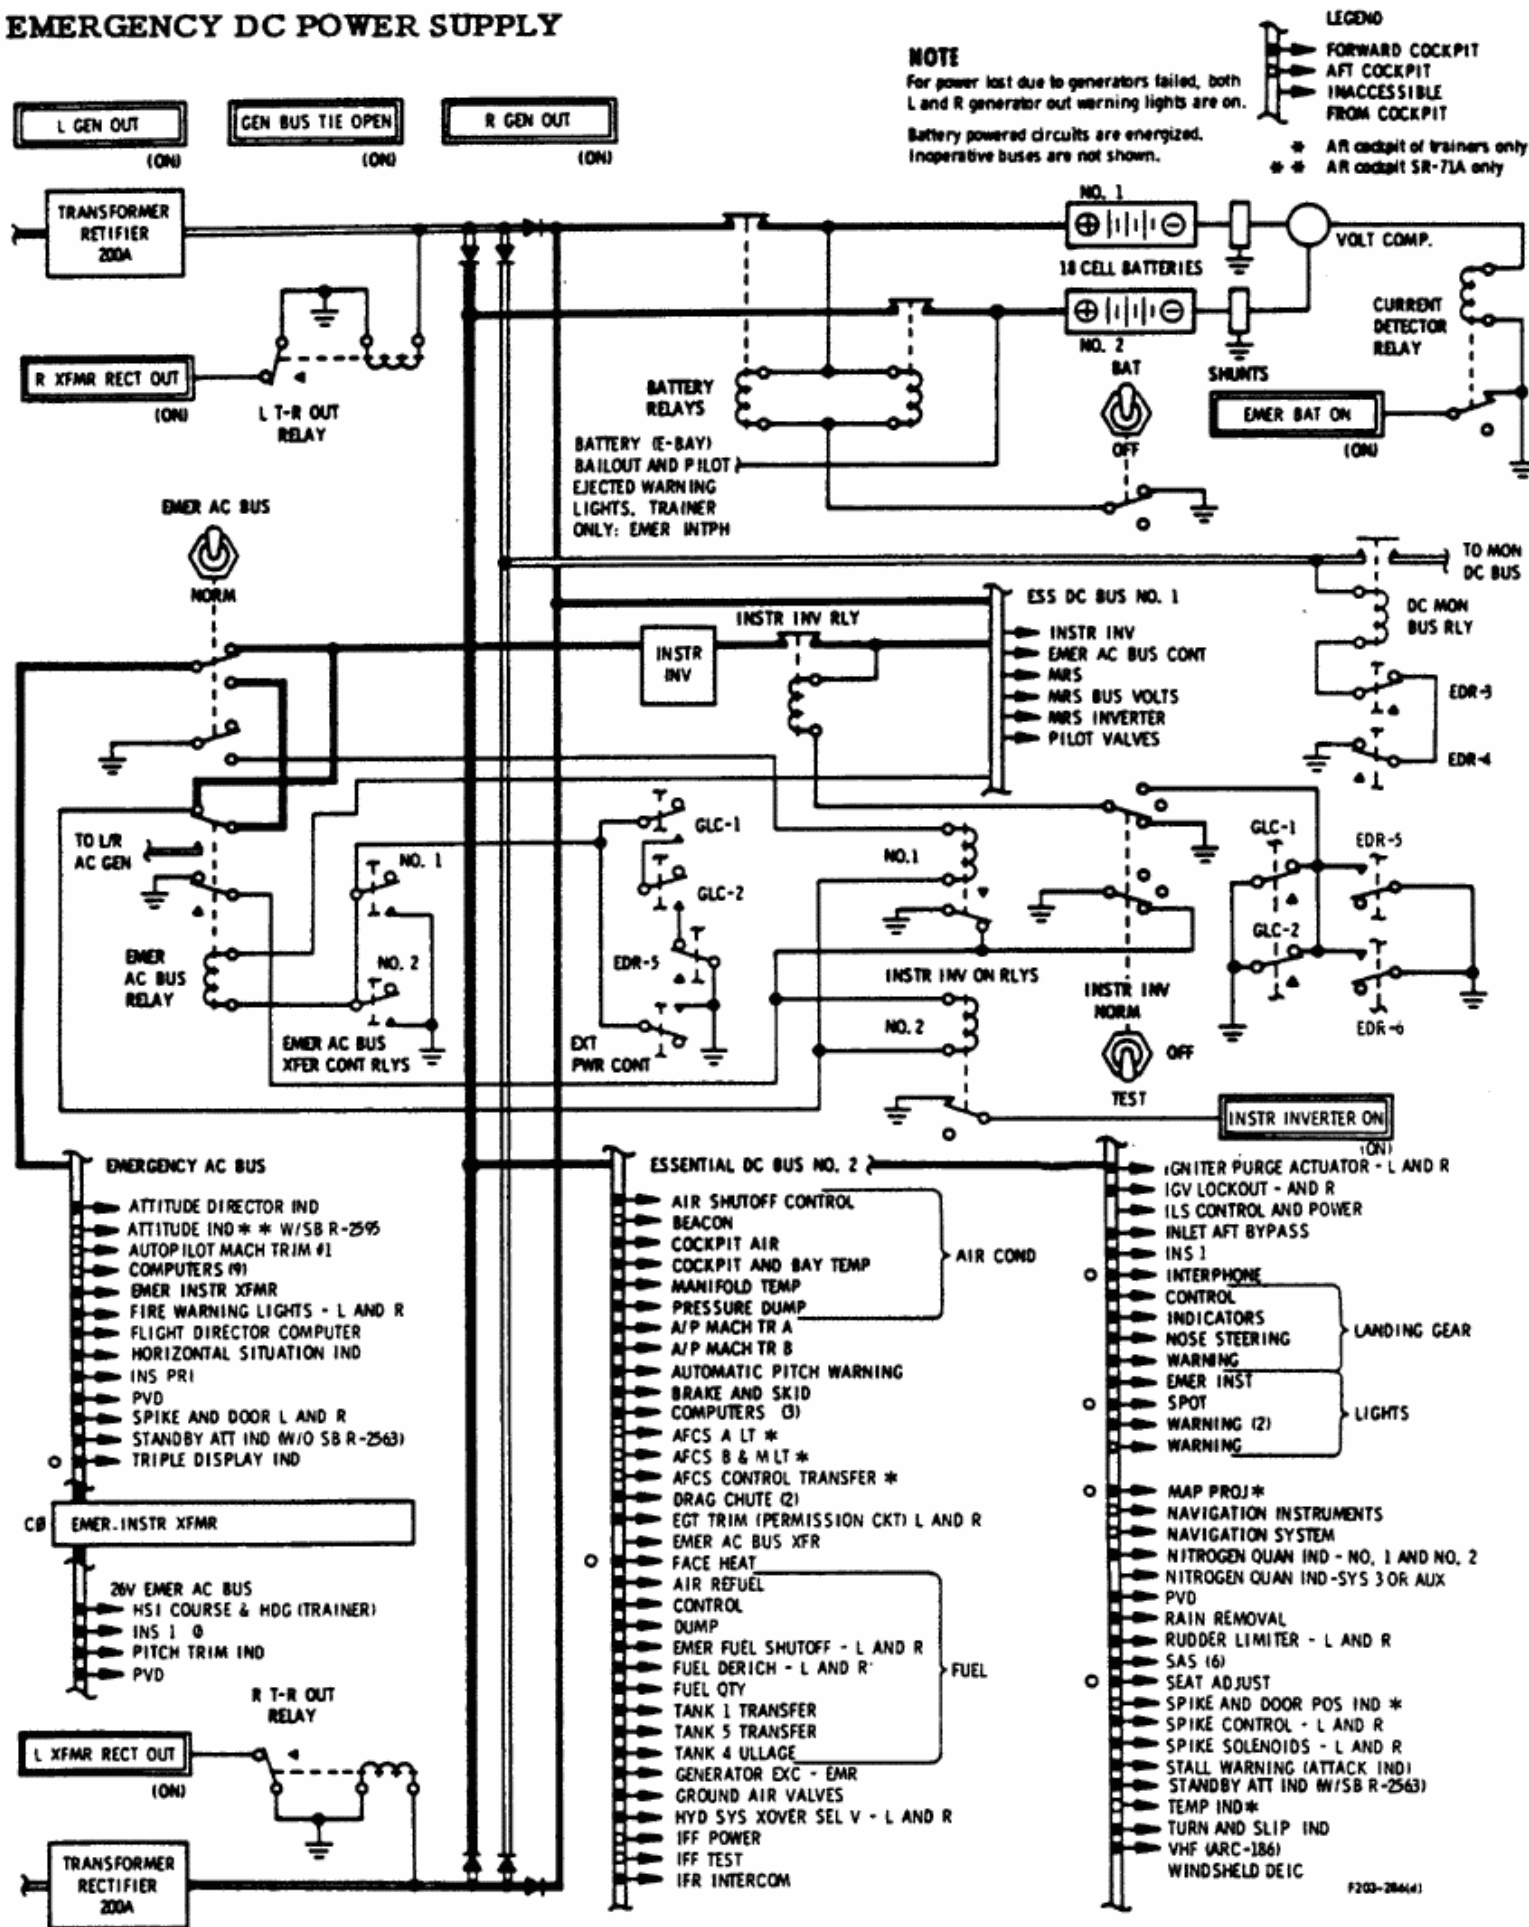 EMERGENCY DC POWER SUPPLY
L GEN OUT
(ON)
GEN BUS TIE OPEN
(ON)
R GEN OUT
(ON)
NOTE
For power lost due to generators failed, both
L and R generator out warning lights are on.
Battery powered circuits are energized.
Inoperative buses are not shown.
LEGEND
FORWARD COCKPIT
AFT COCKPIT
INACCESSIBLE
FROM COCKPIT
* Aft cockpit of trainers only
* * Aft cockpit SR-71A only
TRANSFORMER
RETIFIER
200A
NO. 1
18 CELL BATTERIES
NO. 2
VOLT COMP.
SHUNTS
CURRENT
DETECTOR
RELAY
R XFMR RECT OUT
(ON)
L T-R OUT
RELAY
BATTERY
RELAYS
BAT
OFF
EMER BAT ON
(ON)
BATTERY (E-BAY)
BAILOUT AND PILOT
EJECTED WARNING
LIGHTS. TRAINER
ONLY: EMER INTPH
EMER AC BUS
NORM
TO MON
DC BUS
DC MON
BUS RLY
EDR-3
EDR-4
INSTR INV RLY
INSTR
INV
ESS DC BUS NO. 1
INSTR INV
EMER AC BUS CONT
MRS
MRS BUS VOLTS
MRS INVERTER
PILOT VALVES
TO L/R
AC GEN
EMER
AC BUS
RELAY
NO. 1
NO. 2
EMER AC BUS
XFER CONT RLYS
GLC-1
GLC-2
EDR-5
EXT
PWR CONT
NO.1
INSTR INV ON RLYS
NO. 2
INSTR INV
NORM
OFF
TEST
GLC-1
GLC-2
EDR-5
EDR-6
INSTR INVERTER ON
(ON)
EMERGENCY AC BUS
ATTITUDE DIRECTOR IND
ATTITUDE IND * * W/SB R-2595
AUTOPILOT MACH TRIM #1
COMPUTERS (9)
EMER INSTR XFMR
FIRE WARNING LIGHTS - L AND R
FLIGHT DIRECTOR COMPUTER
HORIZONTAL SITUATION IND
INS PRI
PVD
SPIKE AND DOOR L AND R
STANDBY ATT IND (W/O SB R-2563)
TRIPLE DISPLAY IND
CØ EMER.INSTR XFMR
26V EMER AC BUS
HSI COURSE & HDG (TRAINER)
INS 1 Ø
PITCH TRIM IND
PVD
R T-R OUT
RELAY
L XFMR RECT OUT
(ON)
TRANSFORMER
RECTIFIER
200A
ESSENTIAL DC BUS NO. 2
AIR SHUTOFF CONTROL
BEACON
COCKPIT AIR
COCKPIT AND BAY TEMP
MANIFOLD TEMP
PRESSURE DUMP
AIR COND
A/P MACH TR A
A/P MACH TR B
AUTOMATIC PITCH WARNING
BRAKE AND SKID
COMPUTERS (3)
AFCS A LT *
AFCS B & M LT *
AFCS CONTROL TRANSFER *
DRAG CHUTE (2)
EGT TRIM (PERMISSION CKT) L AND R
EMER AC BUS XFR
FACE HEAT
AIR REFUEL
CONTROL
DUMP
EMER FUEL SHUTOFF - L AND R
FUEL DERICH - L AND R
FUEL QTY
TANK 1 TRANSFER
TANK 5 TRANSFER
TANK 4 ULLAGE
FUEL
GENERATOR EXC - EMR
GROUND AIR VALVES
HYD SYS XOVER SEL V - L AND R
IFF POWER
IFF TEST
IFR INTERCOM
IGNITER PURGE ACTUATOR - L AND R
IGV LOCKOUT - AND R
ILS CONTROL AND POWER
INLET AFT BYPASS
INS 1
INTERPHONE
CONTROL
INDICATORS
NOSE STEERING
WARNING
LANDING GEAR
EMER INST
SPOT
WARNING (2)
WARNING
LIGHTS
MAP PROJ *
NAVIGATION INSTRUMENTS
NAVIGATION SYSTEM
NITROGEN QUAN IND - NO. 1 AND NO. 2
NITROGEN QUAN IND-SYS 3 OR AUX
PVD
RAIN REMOVAL
RUDDER LIMITER - L AND R
SAS (6)
SEAT ADJUST
SPIKE AND DOOR POS IND *
SPIKE CONTROL - L AND R
SPIKE SOLENOIDS - L AND R
STALL WARNING (ATTACK IND)
STANDBY ATT IND (W/SB R-2563)
TEMP IND *
TURN AND SLIP IND
VHF (ARC-186)
WINDSHELD DEIC
F203-286(d)